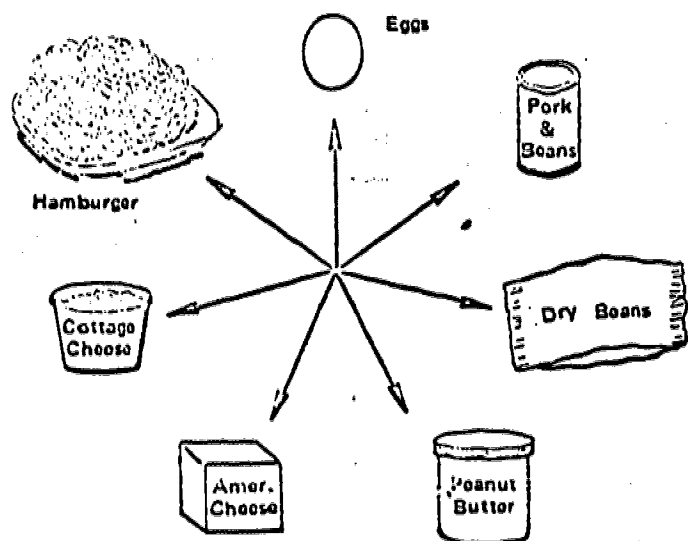 Eggs
Pork
&
Beans
Hamburger
Dry Beans
Cottage
Cheese
Amer.
Cheese
Peanut
Butter